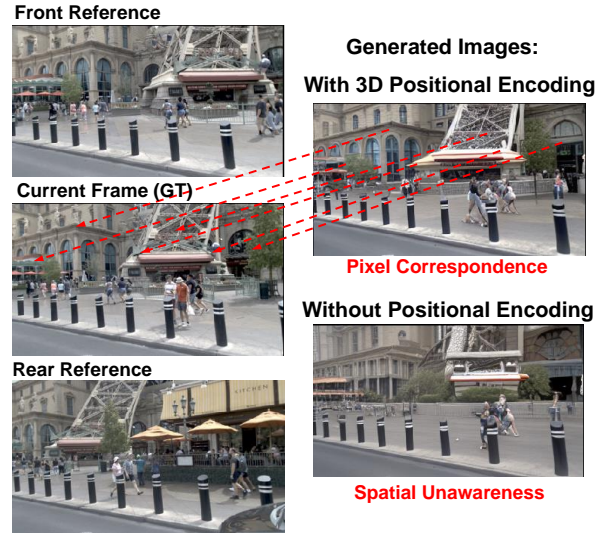 Front Reference
Generated Images:
With 3D Positional Encoding
Current Frame (GT)
Pixel Correspondence
Without Positional Encoding
Rear Reference
KITCHEN
Spatial Unawareness